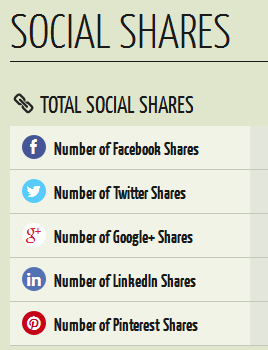 SOCIAL SHARES
TOTAL SOCIAL SHARES
f Number of Facebook Shares
Number of Twitter Shares
g+ Number of Google+ Shares
in Number of LinkedIn Shares
Number of Pinterest Shares